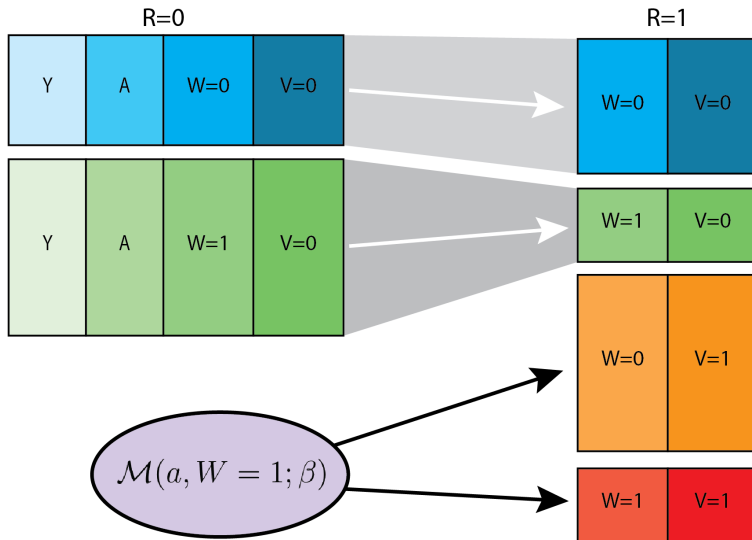 R=0 R=1
Y A W=0 V=0
W=0 V=0
Y A W=1 V=0
W=1 V=0
W=0 V=1
M(a, W = 1; β)
W=1 V=1